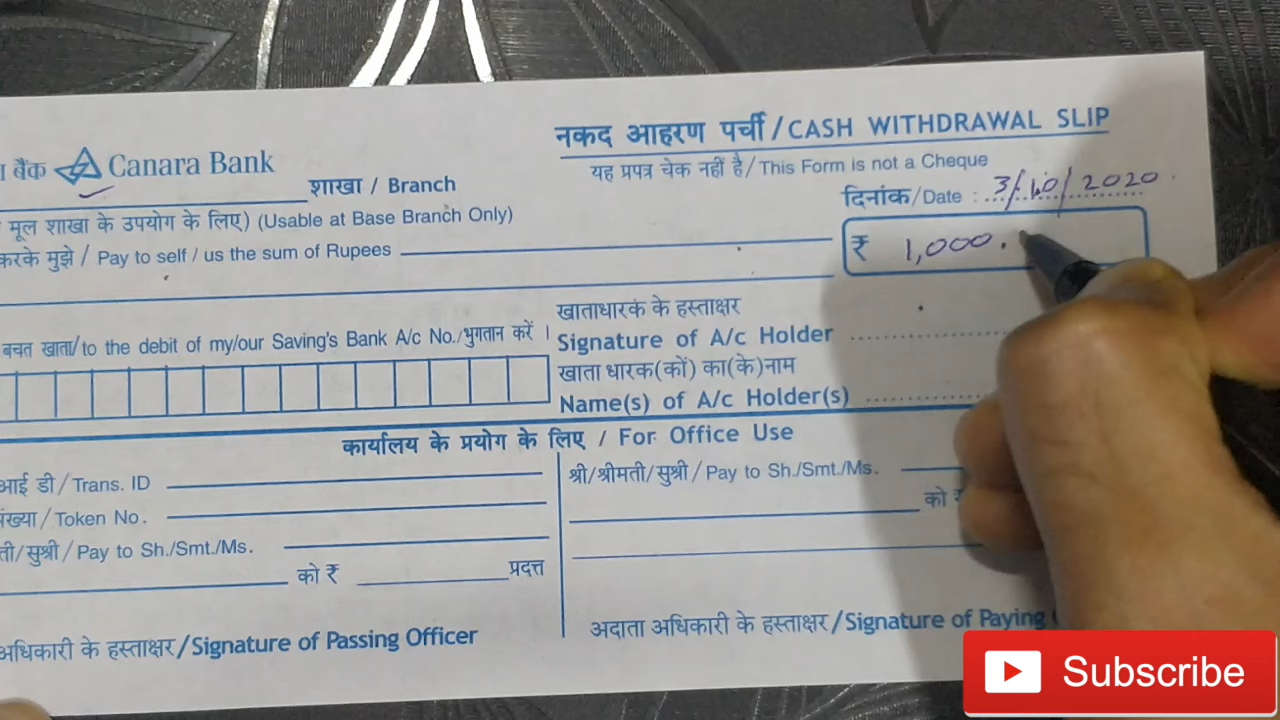 नकद आहरण पर्ची / CASH WITHDRAWAL SLIP
बैंक Canara Bank
यह प्रपत्र चेक नहीं है / This Form is not a Cheque
शाखा / Branch
दिनांक/Date : 3/10/2020
मूल शाखा के उपयोग के लिए) (Usable at Base Branch Only)
करके मुझे / Pay to self / us the sum of Rupees
₹ 1,000.
खाताधारक के हस्ताक्षर
बचत खाता/to the debit of my/our Saving's Bank A/c No./भुगतान करें ।
Signature of A/c Holder
खाता धारक(कों) का(के)नाम
Name(s) of A/c Holder(s)
कार्यालय के प्रयोग के लिए / For Office Use
आई डी / Trans. ID
श्री/श्रीमती/सुश्री / Pay to Sh./Smt./Ms.
/ Token No.
को ₹
/सुश्री / Pay to Sh./Smt./Ms.
को ₹ प्रदत्त
अधिकारी के हस्ताक्षर/Signature of Passing Officer
अदाता अधिकारी के हस्ताक्षर/Signature of Paying
Subscribe